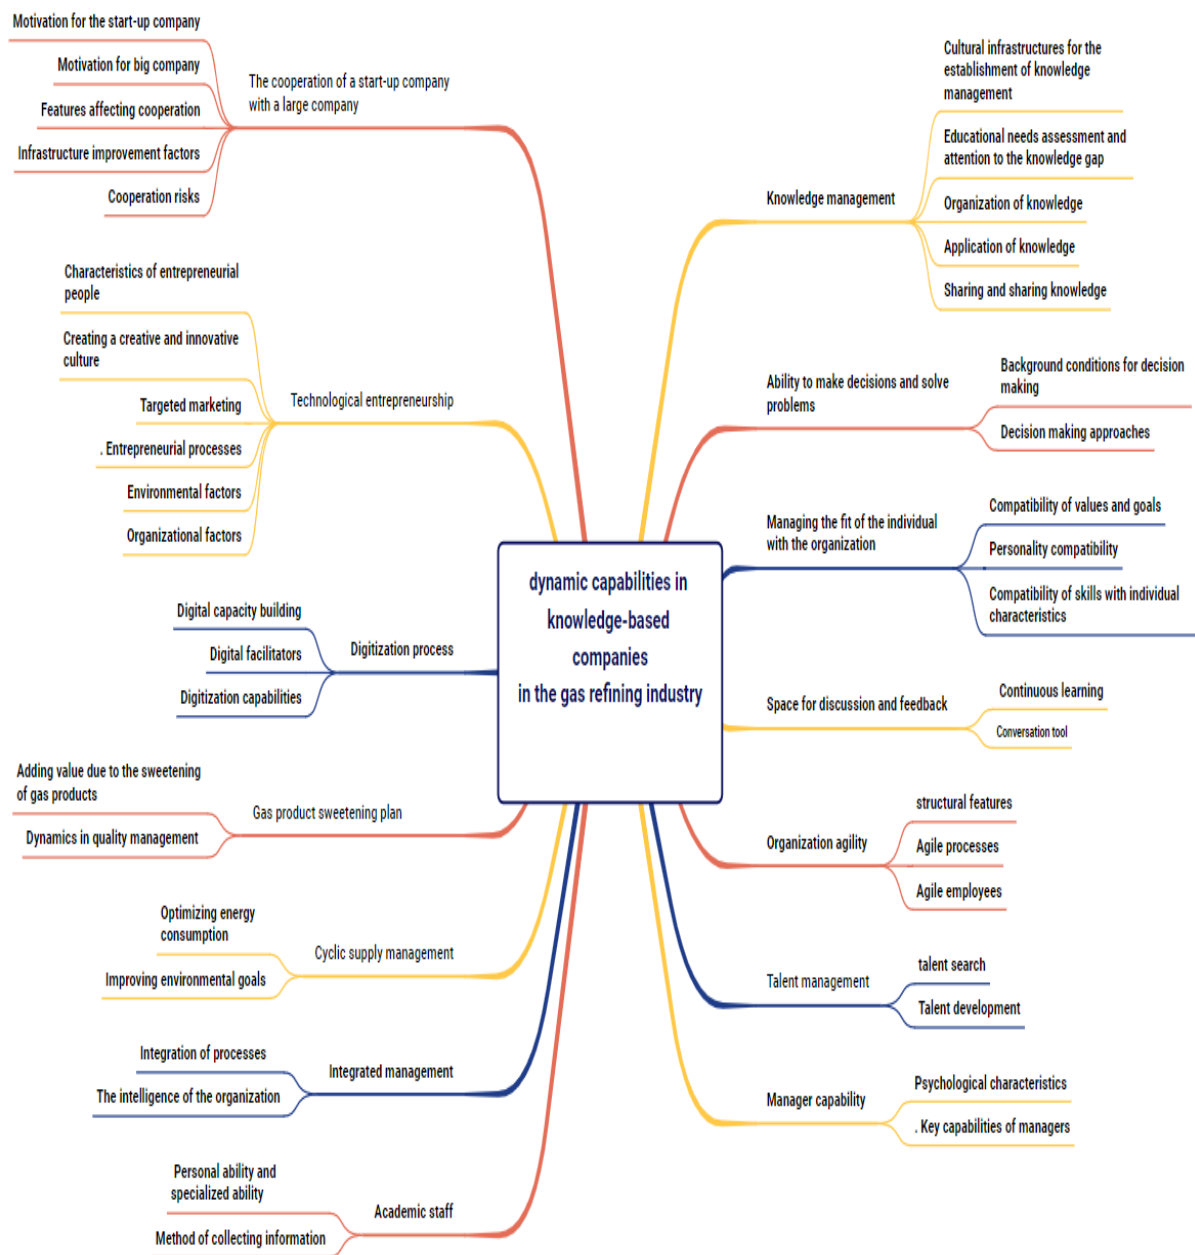 Motivation for the start-up company
Motivation for big company
Features affecting cooperation
Infrastructure improvement factors
Cooperation risks
The cooperation of a start-up company
with a large company
Characteristics of entrepreneurial
people
Creating a creative and innovative
culture
Targeted marketing
. Entrepreneurial processes
Environmental factors
Organizational factors
Technological entrepreneurship
Digital capacity building
Digital facilitators
Digitization capabilities
Digitization process
Adding value due to the sweetening
of gas products
Dynamics in quality management
Gas product sweetening plan
Optimizing energy
consumption
Improving environmental goals
Cyclic supply management
Integration of processes
The intelligence of the organization
Integrated management
Personal ability and
specialized ability
Method of collecting information
Academic staff
dynamic capabilities in
knowledge-based
companies
in the gas refining industry
Knowledge management
Cultural infrastructures for the
establishment of knowledge
management
Educational needs assessment and
attention to the knowledge gap
Organization of knowledge
Application of knowledge
Sharing and sharing knowledge
Ability to make decisions and solve
problems
Background conditions for decision
making
Decision making approaches
Managing the fit of the individual
with the organization
Compatibility of values and goals
Personality compatibility
Compatibility of skills with individual
characteristics
Space for discussion and feedback
Continuous learning
Conversation tool
Organization agility
structural features
Agile processes
Agile employees
Talent management
talent search
Talent development
Manager capability
Psychological characteristics
. Key capabilities of managers